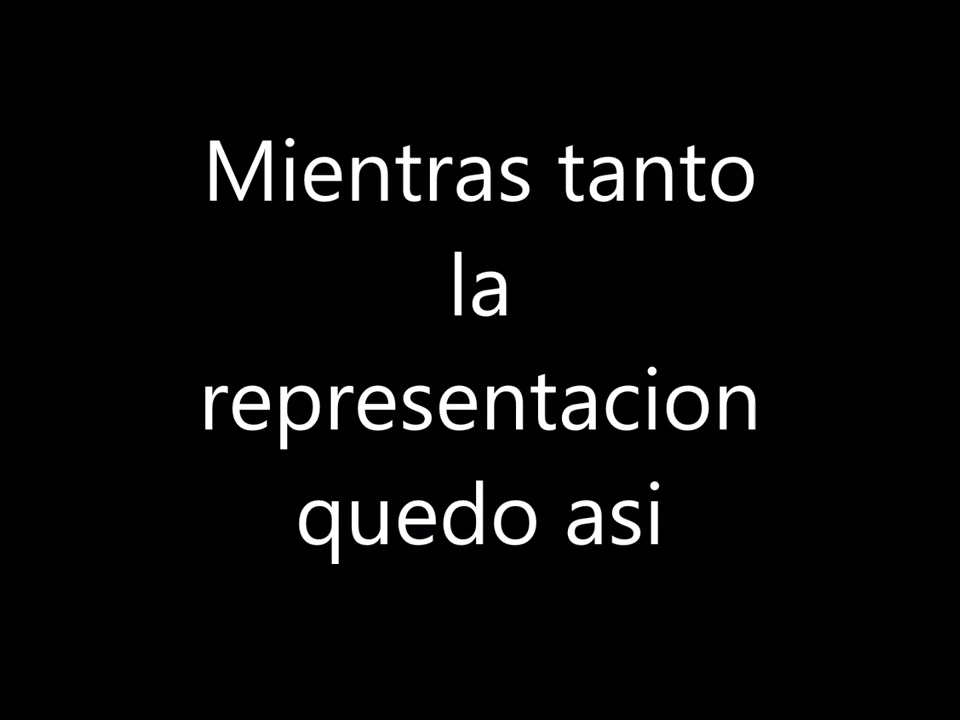 Mientras tanto
la
representacion
quedo asi